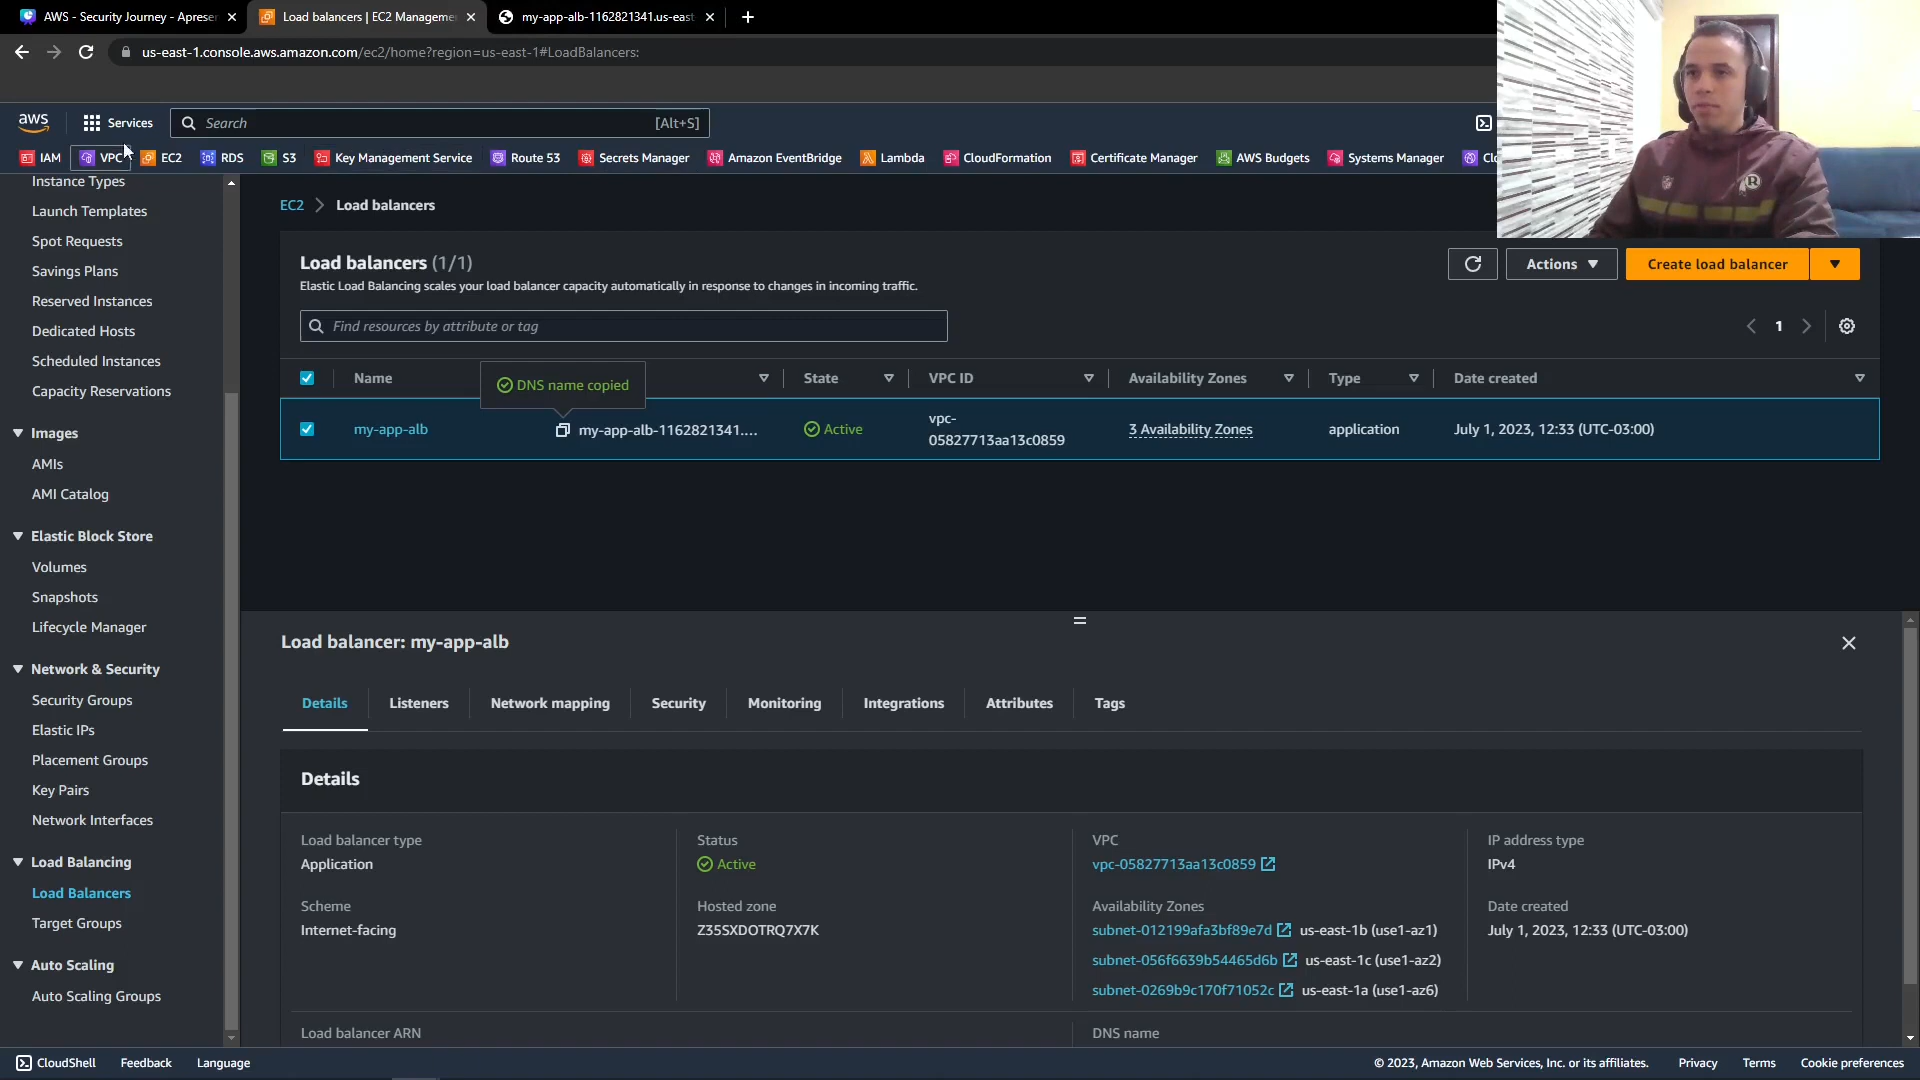 AWS - Security Journey - Aprese
Load balancers | EC2 Manageme
my-app-alb-1162821341.us-east
us-east-1.console.aws.amazon.com/ec2/home?region=us-east-1#LoadBalancers:
aws
Services
Search
[Alt+S]
IAM
VPC
EC2
RDS
S3
Key Management Service
Route 53
Secrets Manager
Amazon EventBridge
Lambda
CloudFormation
Certificate Manager
AWS Budgets
Systems Manager
Clo
Instance Types
Launch Templates
Spot Requests
Savings Plans
Reserved Instances
Dedicated Hosts
Scheduled Instances
Capacity Reservations
Images
AMIs
AMI Catalog
Elastic Block Store
Volumes
Snapshots
Lifecycle Manager
Network & Security
Security Groups
Elastic IPs
Placement Groups
Key Pairs
Network Interfaces
Load Balancing
Load Balancers
Target Groups
Auto Scaling
Auto Scaling Groups
EC2
Load balancers
Load balancers (1/1)
Elastic Load Balancing scales your load balancer capacity automatically in response to changes in incoming traffic.
Actions
Create load balancer
Find resources by attribute or tag
1
Name
DNS name copied
State
VPC ID
Availability Zones
Type
Date created
my-app-alb
my-app-alb-1162821341....
Active
vpc-
05827713aa13c0859
3 Availability Zones
application
July 1, 2023, 12:33 (UTC-03:00)
Load balancer: my-app-alb
Details
Listeners
Network mapping
Security
Monitoring
Integrations
Attributes
Tags
Details
Load balancer type
Application
Status
Active
VPC
vpc-05827713aa13c0859
IP address type
IPv4
Scheme
Internet-facing
Hosted zone
Z35SXDOTRQ7X7K
Availability Zones
subnet-012199afa3bf89e7d us-east-1b (use1-az1)
subnet-056f6639b54465d6b us-east-1c (use1-az2)
subnet-0269b9c170f71052c us-east-1a (use1-az6)
Date created
July 1, 2023, 12:33 (UTC-03:00)
Load balancer ARN
DNS name
CloudShell
Feedback
Language
© 2023, Amazon Web Services, Inc. or its affiliates.
Privacy
Terms
Cookie preferences